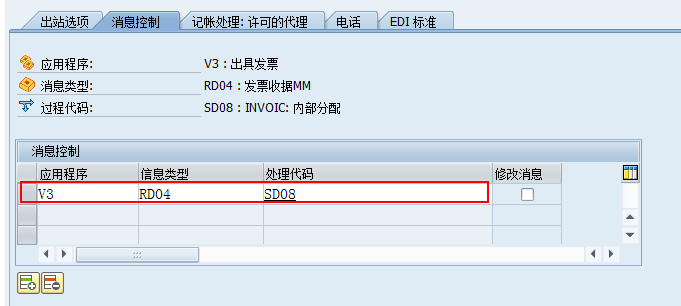 出站选项 消息控制 记帐处理: 许可的代理 电话 EDI 标准
应用程序: V3 : 出具发票
消息类型: RD04 : 发票收据MM
过程代码: SD08 : INVOIC: 内部分配
消息控制
应用程序 信息类型 处理代码 修改消息
V3 RD04 SD08